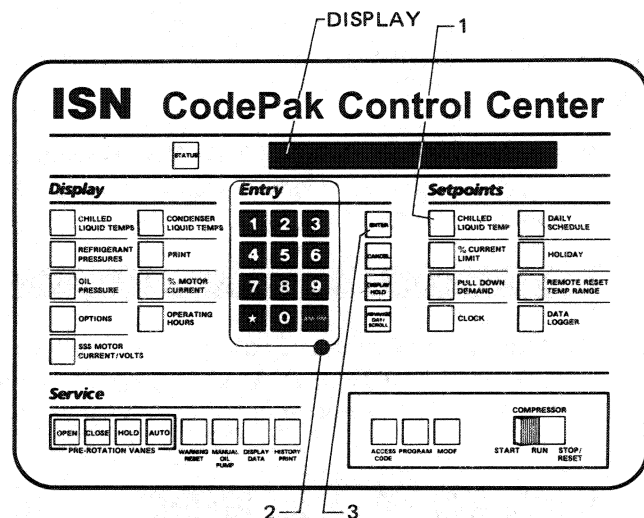 DISPLAY
1
ISN CodePak Control Center
STATUS
Display
Entry
Setpoints
CHILLED
LIQUID TEMPS
CONDENSER
LIQUID TEMPS
REFRIGERANT
PRESSURES
PRINT
OIL
PRESSURE
% MOTOR
CURRENT
OPTIONS
OPERATING
HOURS
SSS MOTOR
CURRENT/VOLTS
1 2 3
4 5 6
7 8 9
* 0
ENTER
CANCEL
DISPLAY
HOLD
ADVANCE
DAY/
SCROLL
CHILLED
LIQUID TEMP
DAILY
SCHEDULE
% CURRENT
LIMIT
HOLIDAY
PULL DOWN
DEMAND
REMOTE RESET
TEMP RANGE
CLOCK
DATA
LOGGER
Service
OPEN CLOSE HOLD AUTO
PRE-ROTATION VANES
WARNING
RESET
MANUAL
OIL
PUMP
DISPLAY
DATA
HISTORY
PRINT
ACCESS
CODE
PROGRAM
MODE
COMPRESSOR
START RUN STOP/
RESET
2
3